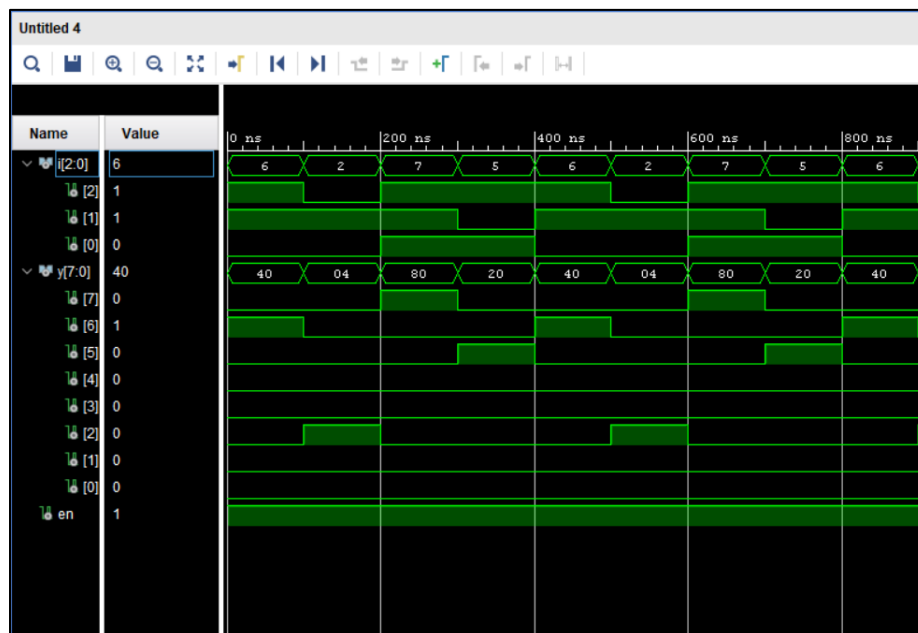 Untitled 4
Name Value
0 ns 200 ns 400 ns 600 ns 800 ns
i[2:0] 6 6 2 7 5 6 2 7 5 6
[2] 1
[1] 1
[0] 0
y[7:0] 40 40 04 80 20 40 04 80 20 40
[7] 0
[6] 1
[5] 0
[4] 0
[3] 0
[2] 0
[1] 0
[0] 0
en 1